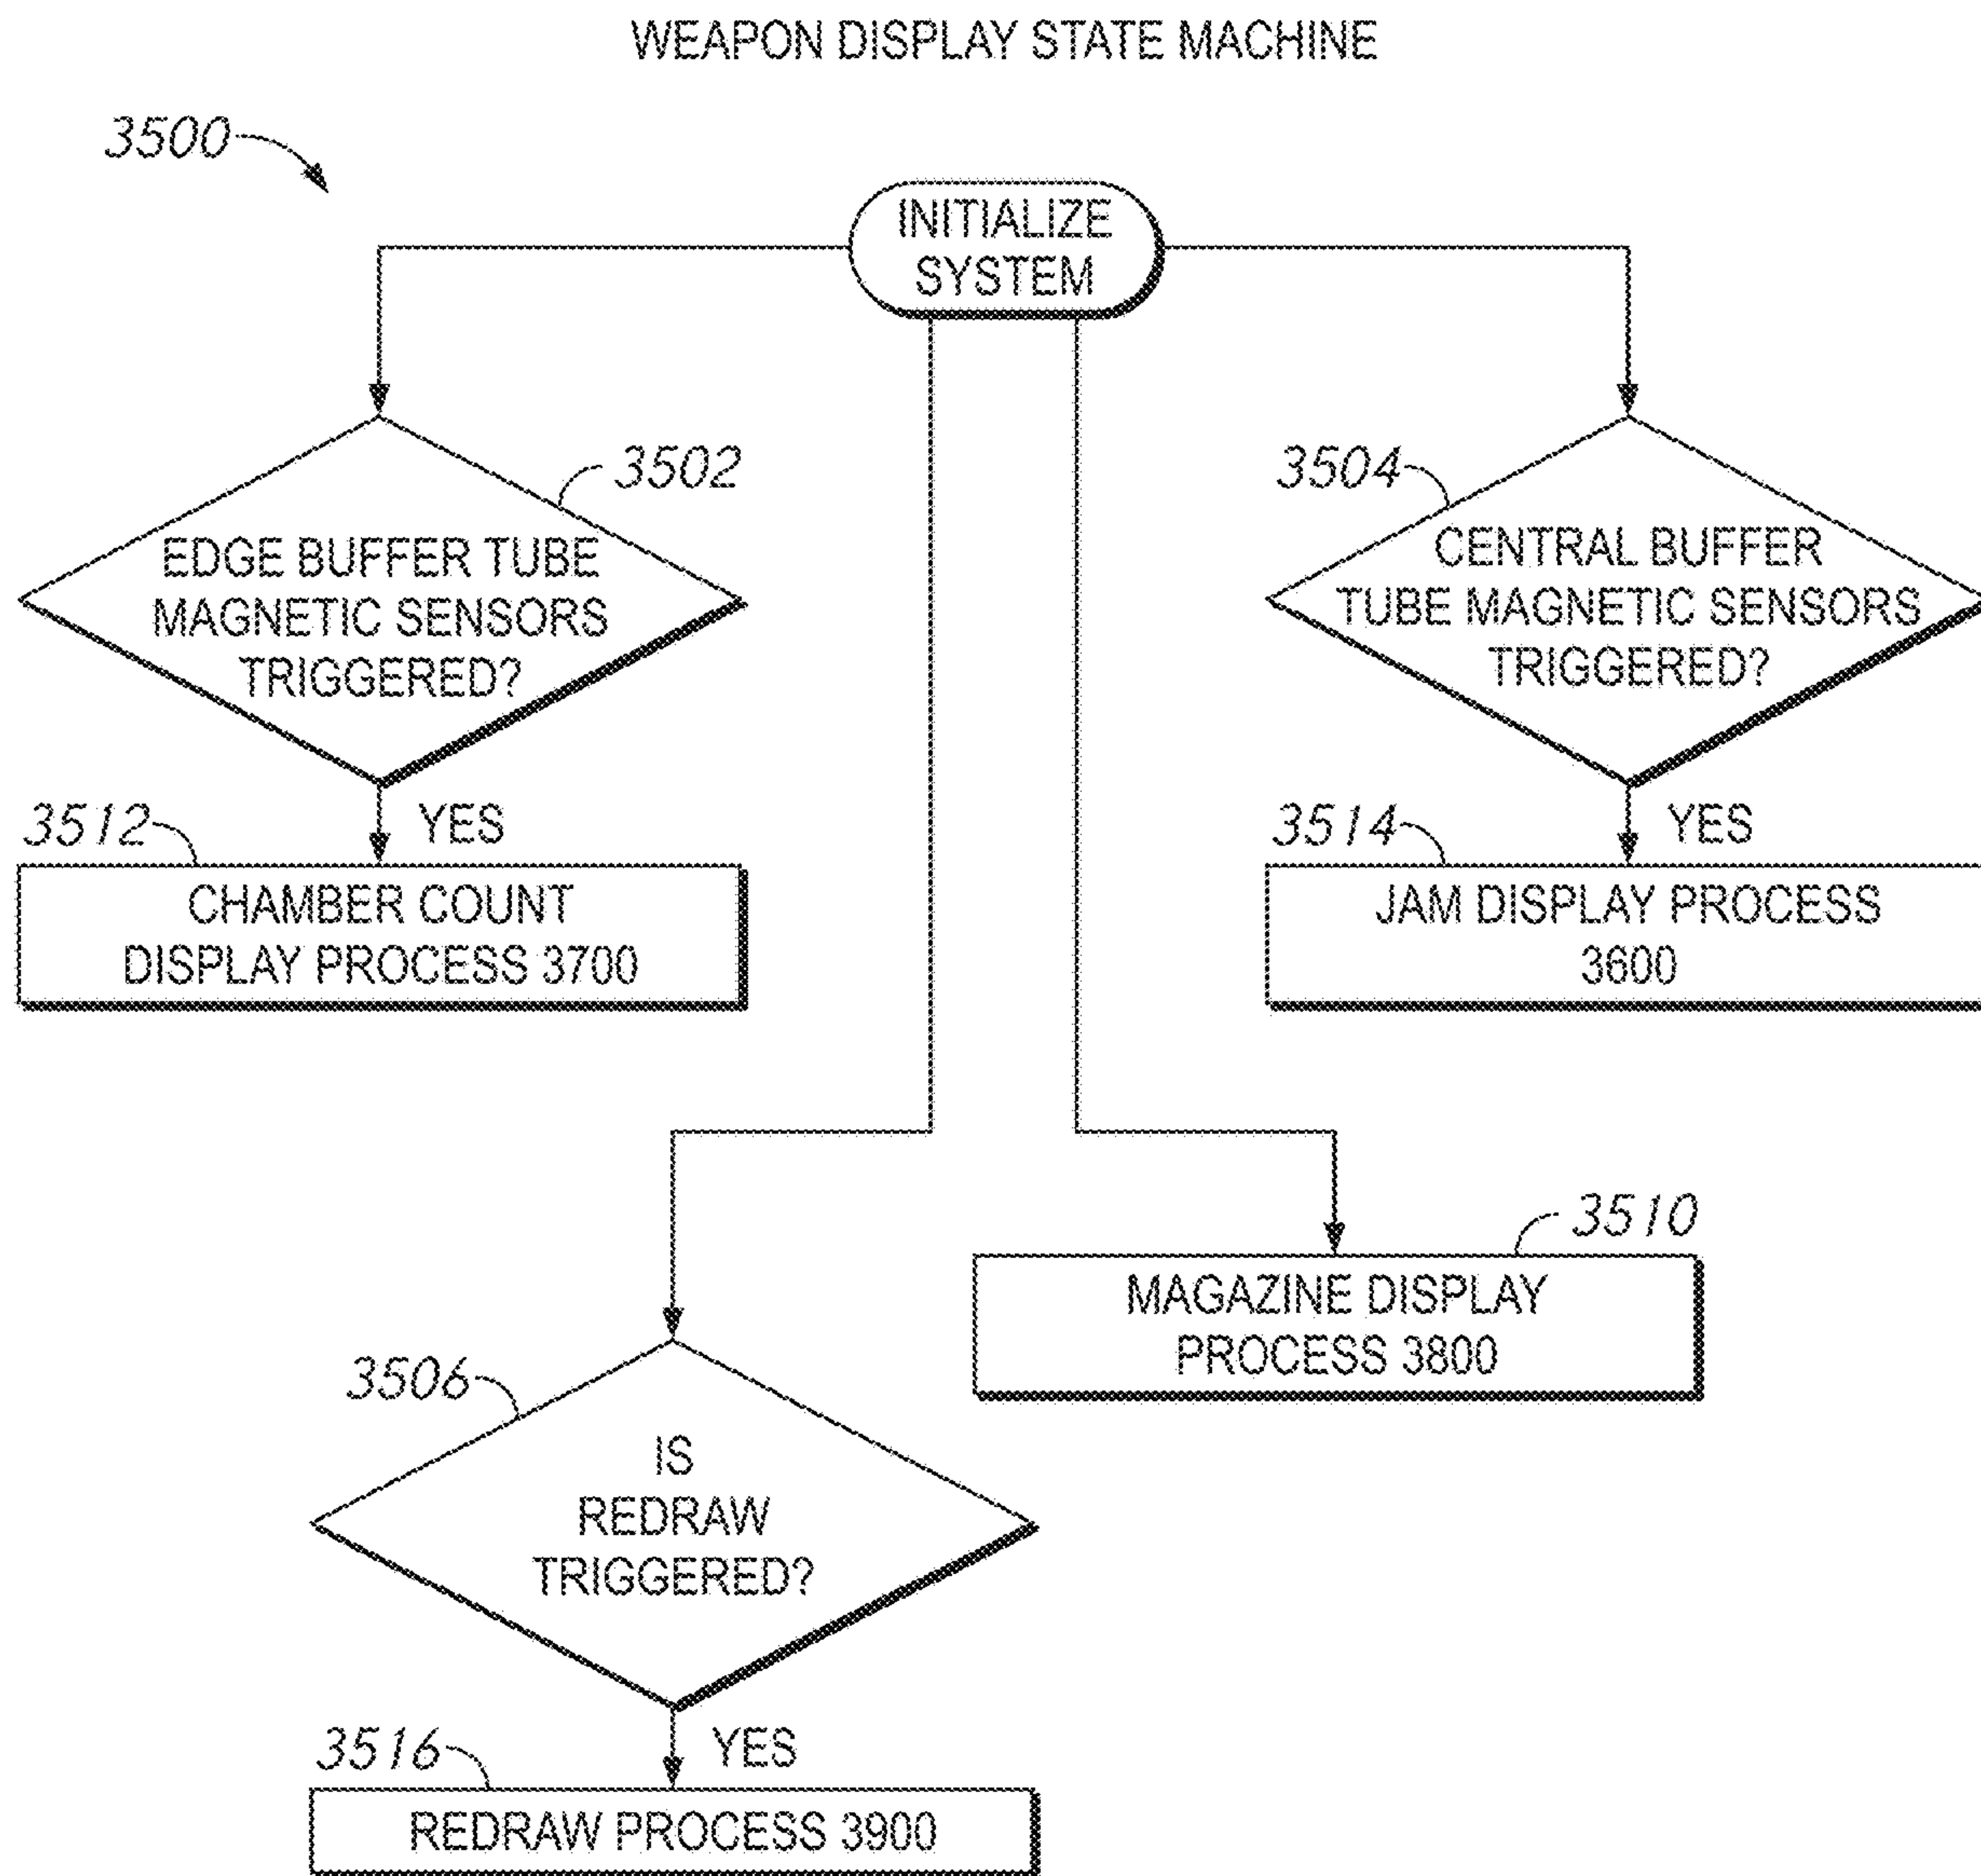 WEAPON DISPLAY STATE MACHINE
3500
INITIALIZE
SYSTEM
3502
EDGE BUFFER TUBE
MAGNETIC SENSORS
TRIGGERED?
3504
CENTRAL BUFFER
TUBE MAGNETIC SENSORS
TRIGGERED?
3512
YES
CHAMBER COUNT
DISPLAY PROCESS 3700
3514
YES
JAM DISPLAY PROCESS
3600
3510
MAGAZINE DISPLAY
PROCESS 3800
3506
IS
REDRAW
TRIGGERED?
3516
YES
REDRAW PROCESS 3900